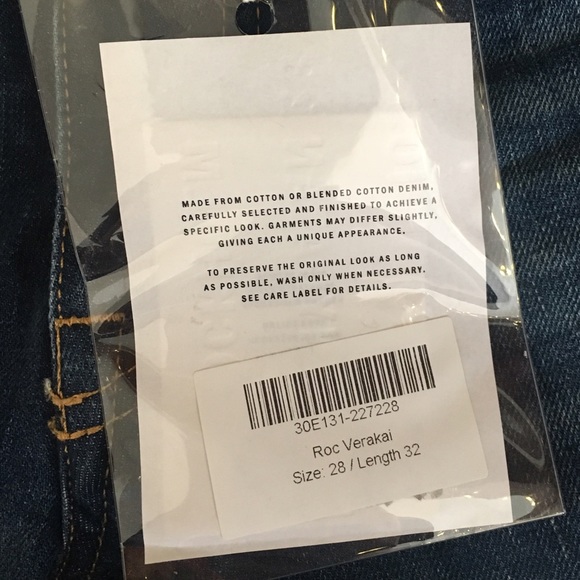 MADE FROM COTTON OR BLENDED COTTON DENIM,
CAREFULLY SELECTED AND FINISHED TO ACHIEVE A
SPECIFIC LOOK. GARMENTS MAY DIFFER SLIGHTLY,
GIVING EACH A UNIQUE APPEARANCE.
TO PRESERVE THE ORIGINAL LOOK AS LONG
AS POSSIBLE, WASH ONLY WHEN NECESSARY.
SEE CARE LABEL FOR DETAILS.
30E131-227228
Roc Verakai
Size: 28 / Length 32